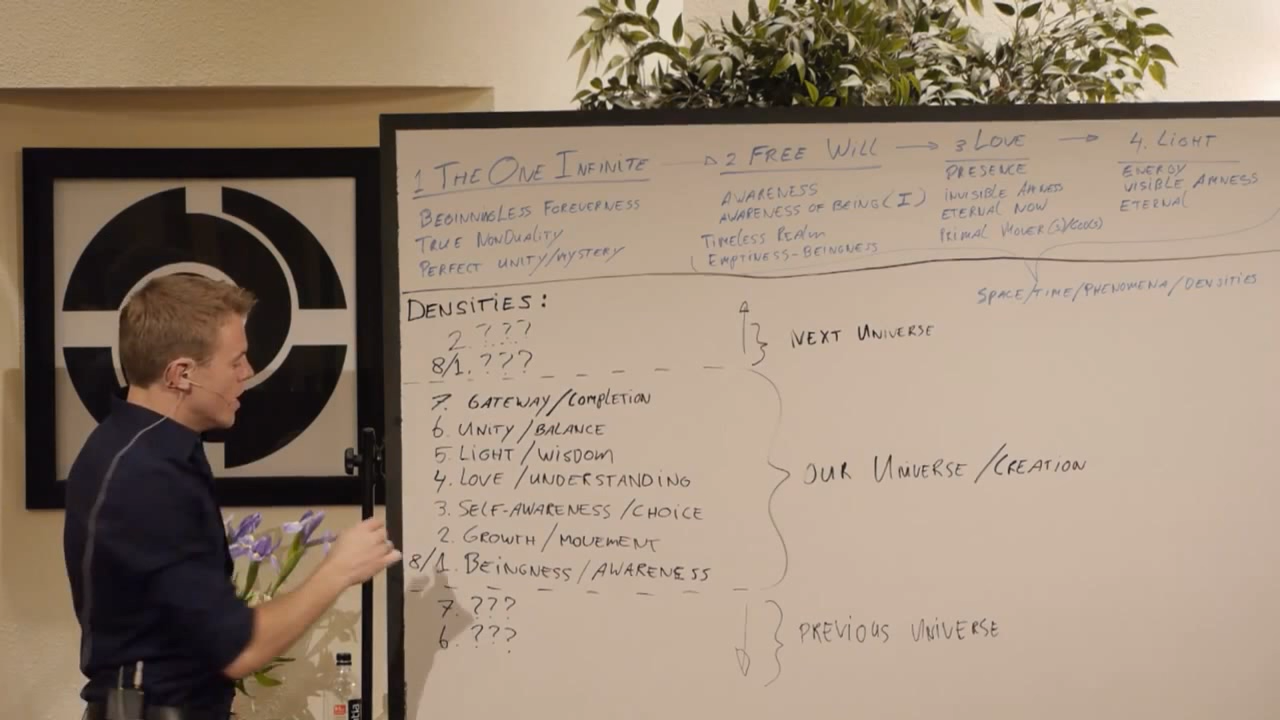 1 THE ONE INFINITE → 2 FREE WILL → 3 LOVE → 4. LIGHT
BEGINNINGLESS FOREVERNESS
TRUE NONDUALITY
PERFECT UNITY/MYSTERY
AWARENESS
AWARENESS OF BEING (I)
TIMELESS REALM
EMPTINESS-BEINGNESS
PRESENCE
INVISIBLE AMNESS
ETERNAL NOW
PRIMAL MOVER(S)/GOD(S)
ENERGY
VISIBLE AMNESS
ETERNAL
SPACE/TIME/PHENOMENA/DENSITIES
DENSITIES:
2. ???
8/1. ???
NEXT UNIVERSE
7. GATEWAY/COMPLETION
6. UNITY/BALANCE
5. LIGHT/WISDOM
4. LOVE/UNDERSTANDING
3. SELF-AWARENESS/CHOICE
2. GROWTH/MOVEMENT
8/1. BEINGNESS/AWARENESS
OUR UNIVERSE/CREATION
7. ???
6. ???
PREVIOUS UNIVERSE